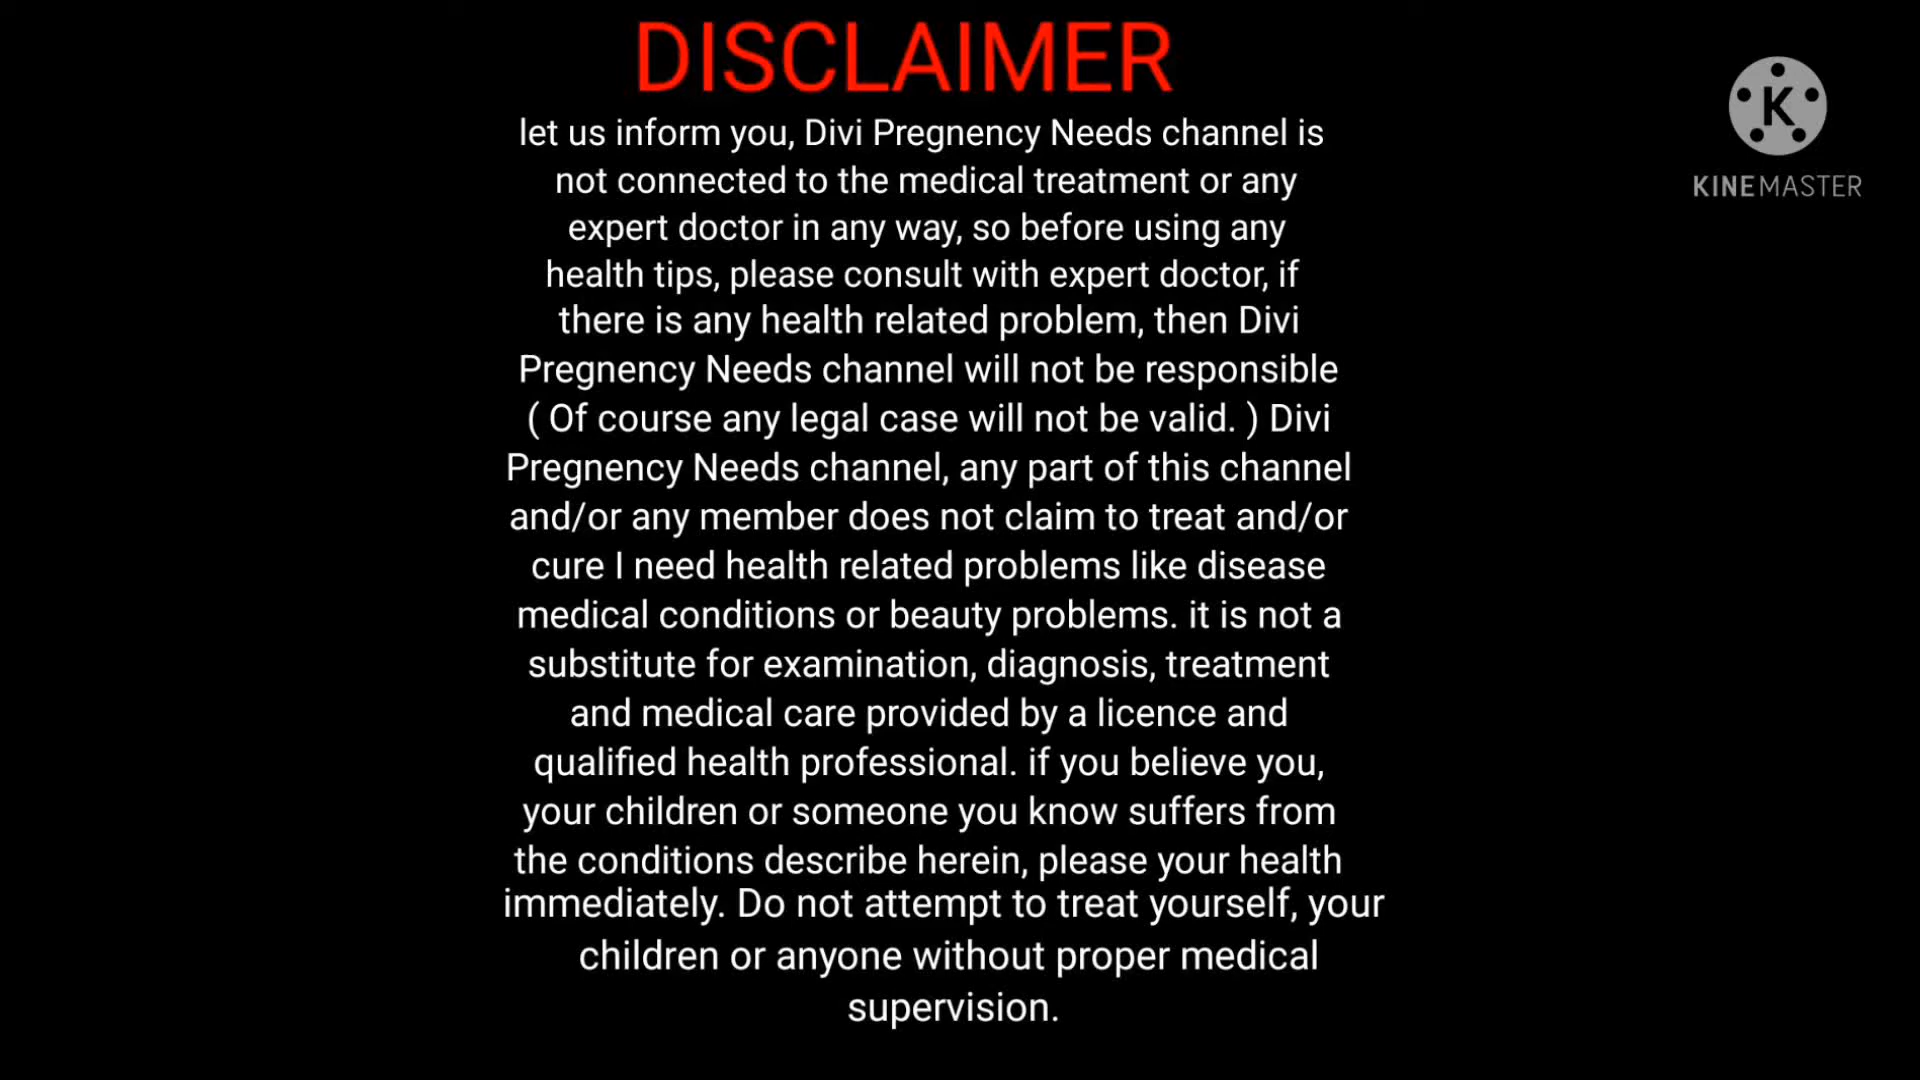 DISCLAIMER
let us inform you, Divi Pregnency Needs channel is
not connected to the medical treatment or any
expert doctor in any way, so before using any
health tips, please consult with expert doctor, if
there is any health related problem, then Divi
Pregnency Needs channel will not be responsible
( Of course any legal case will not be valid. ) Divi
Pregnency Needs channel, any part of this channel
and/or any member does not claim to treat and/or
cure I need health related problems like disease
medical conditions or beauty problems. it is not a
substitute for examination, diagnosis, treatment
and medical care provided by a licence and
qualified health professional. if you believe you,
your children or someone you know suffers from
the conditions describe herein, please your health
immediately. Do not attempt to treat yourself, your
children or anyone without proper medical
supervision.
K
KINEMASTER